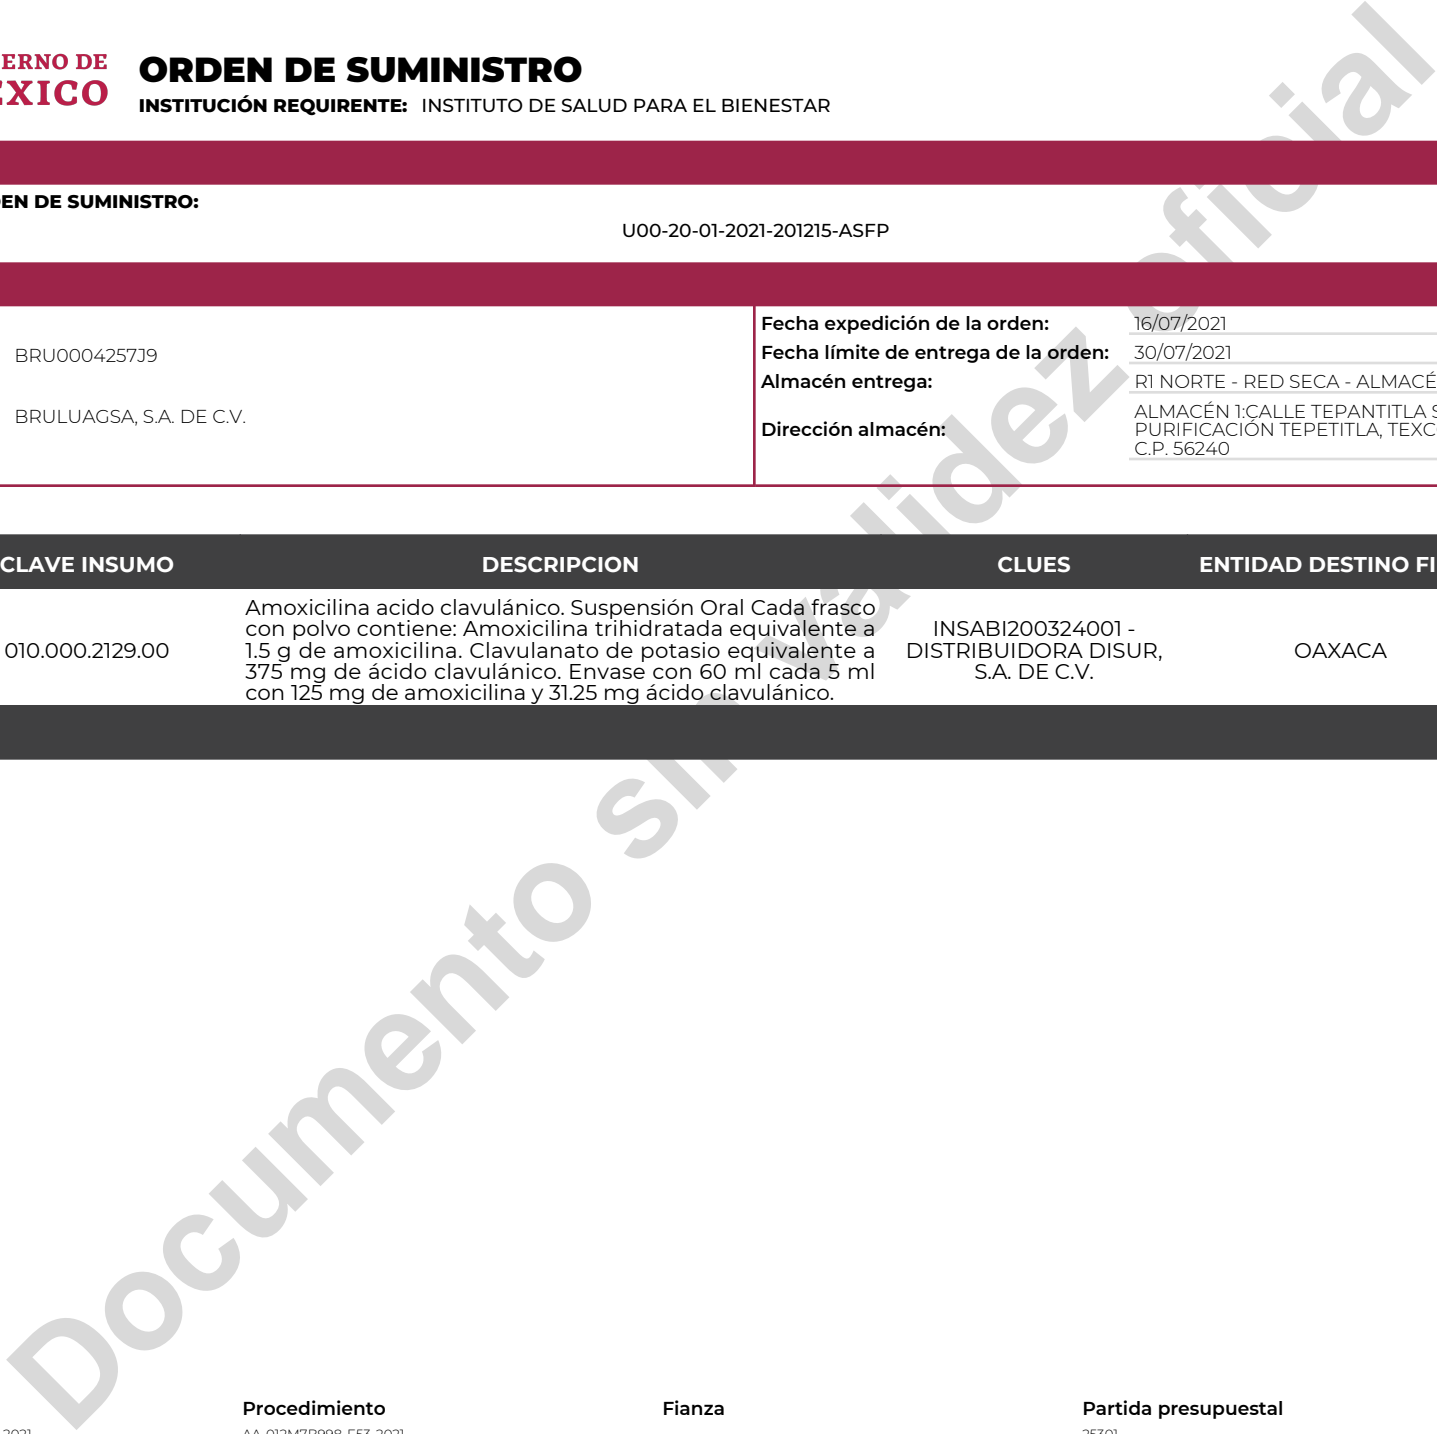 ERNO DE
EXICO
ORDEN DE SUMINISTRO
INSTITUCIÓN REQUIRENTE: INSTITUTO DE SALUD PARA EL BIENESTAR
EN DE SUMINISTRO:
U00-20-01-2021-201215-ASFP
BRU0004257J9
BRULUAGSA, S.A. DE C.V.
Fecha expedición de la orden: 16/07/2021
Fecha límite de entrega de la orden: 30/07/2021
Almacén entrega: R1 NORTE - RED SECA - ALMACÉ
Dirección almacén:
ALMACÉN 1:CALLE TEPANTITLA S
PURIFICACIÓN TEPETITLA, TEXC
C.P. 56240
CLAVE INSUMO DESCRIPCION CLUES ENTIDAD DESTINO FI
010.000.2129.00
Amoxicilina acido clavulánico. Suspensión Oral Cada frasco
con polvo contiene: Amoxicilina trihidratada equivalente a
1.5 g de amoxicilina. Clavulanato de potasio equivalente a
375 mg de ácido clavulánico. Envase con 60 ml cada 5 ml
con 125 mg de amoxicilina y 31.25 mg ácido clavulánico.
INSABI200324001 -
DISTRIBUIDORA DISUR,
S.A. DE C.V.
OAXACA
Documento sin validez oficial
Procedimiento Fianza Partida presupuestal